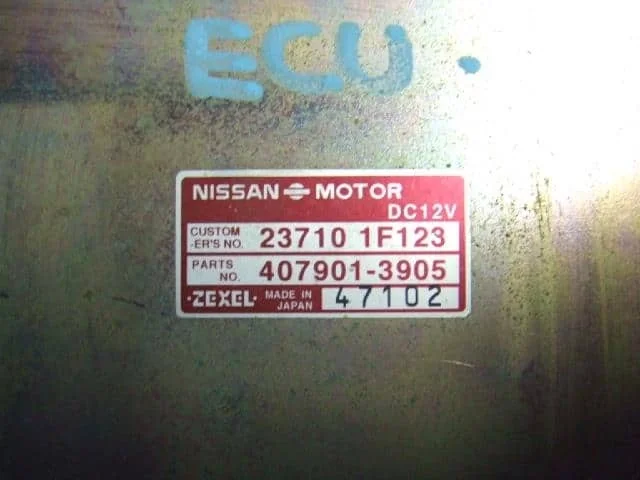 ECU.
NISSAN MOTOR
DC12V
CUSTOM
-ER'S NO. 23710 1F123
PARTS
NO. 407901-3905
·ZEXEL· MADE IN
JAPAN 47102